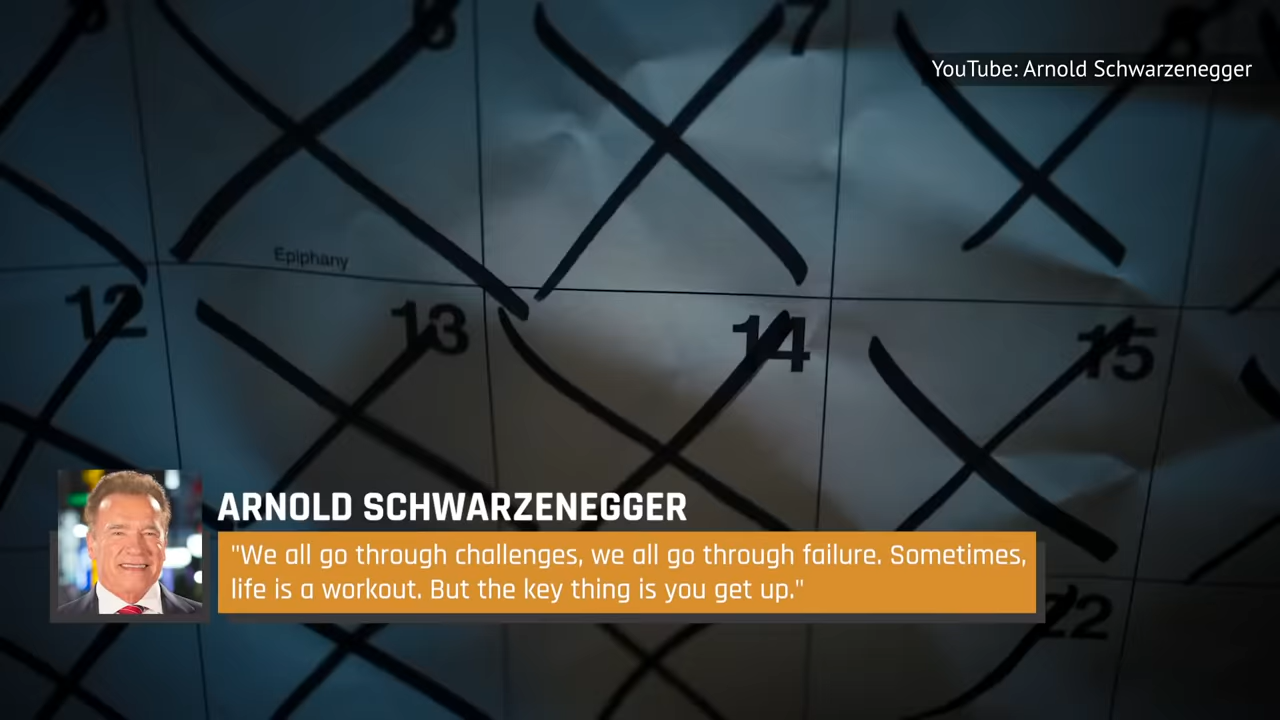 7
YouTube: Arnold Schwarzenegger
Epiphany
12
13
14
15
ARNOLD SCHWARZENEGGER
"We all go through challenges, we all go through failure. Sometimes,
life is a workout. But the key thing is you get up."
22